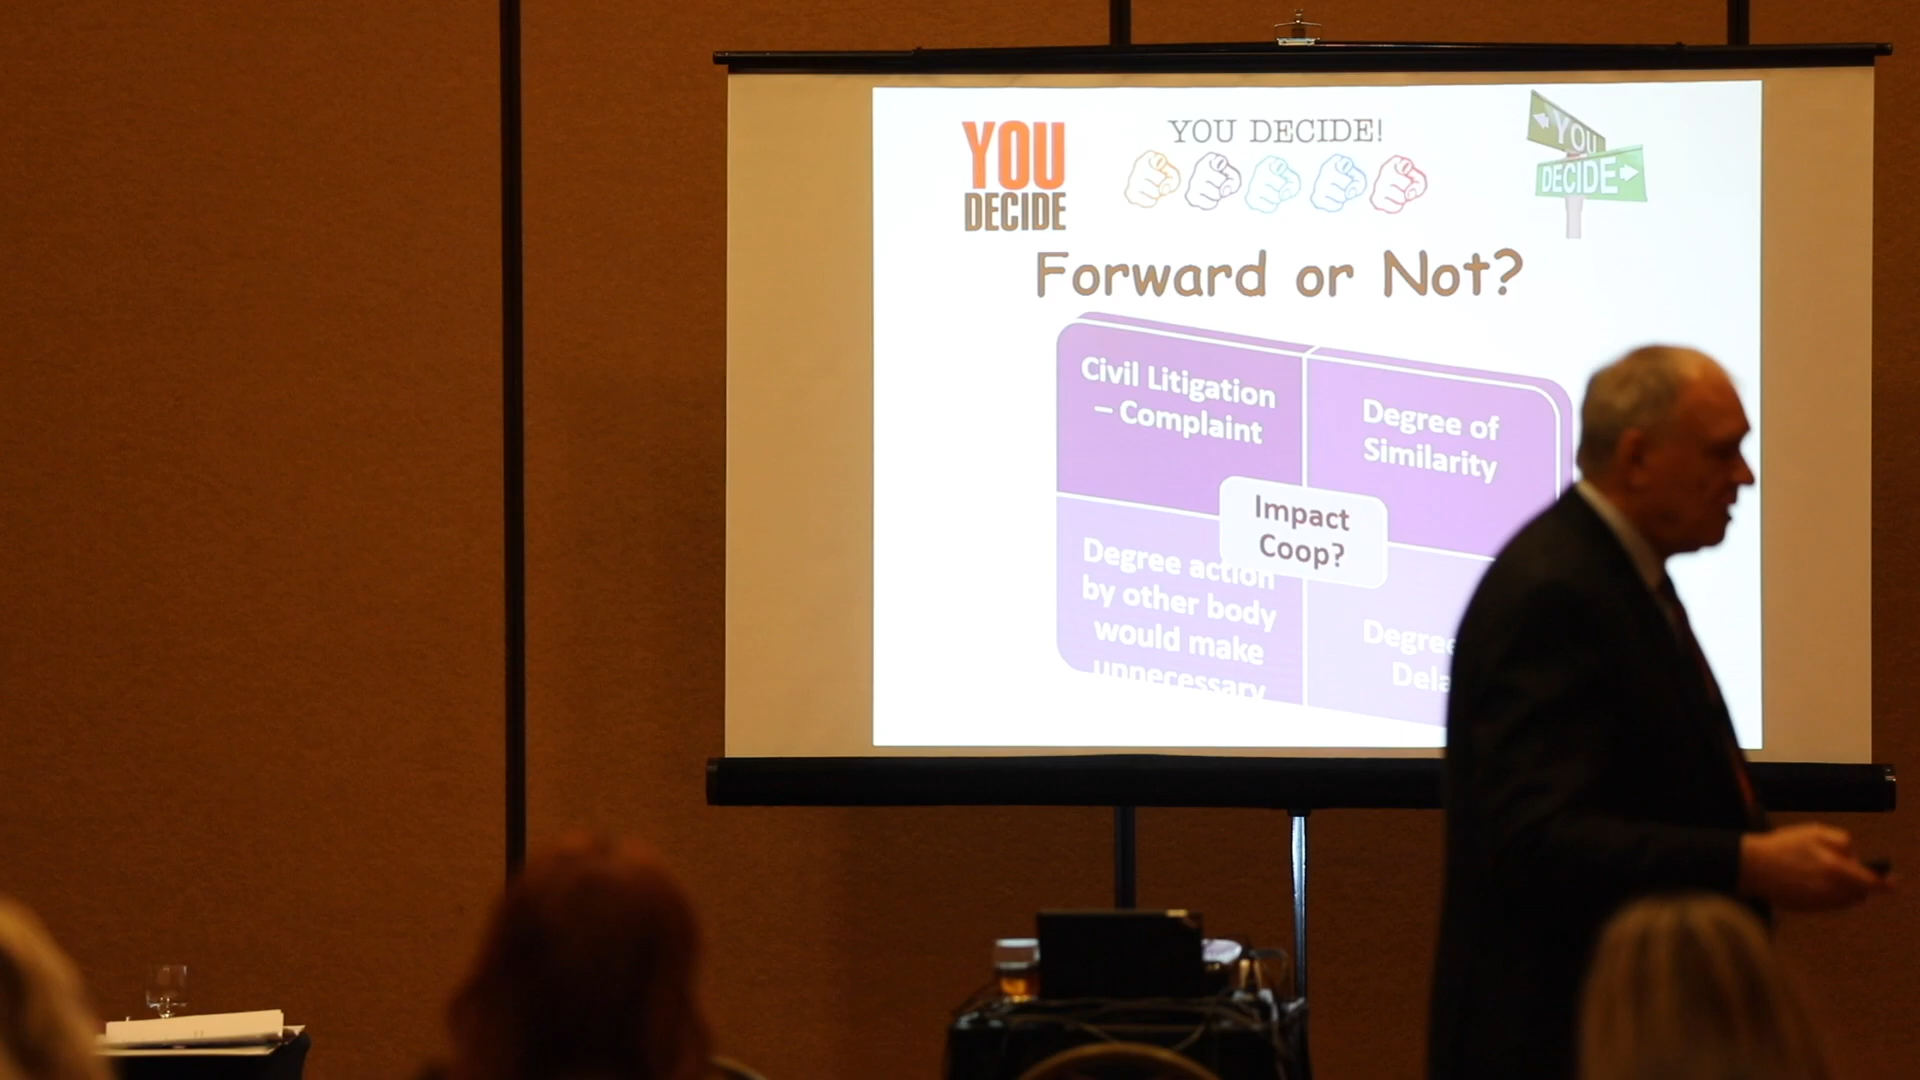 YOU
DECIDE
YOU DECIDE!
YOU
DECIDE
Forward or Not?
Civil Litigation
– Complaint
Degree of
Similarity
Impact
Coop?
Degree action
by other body
would make
unnecessary